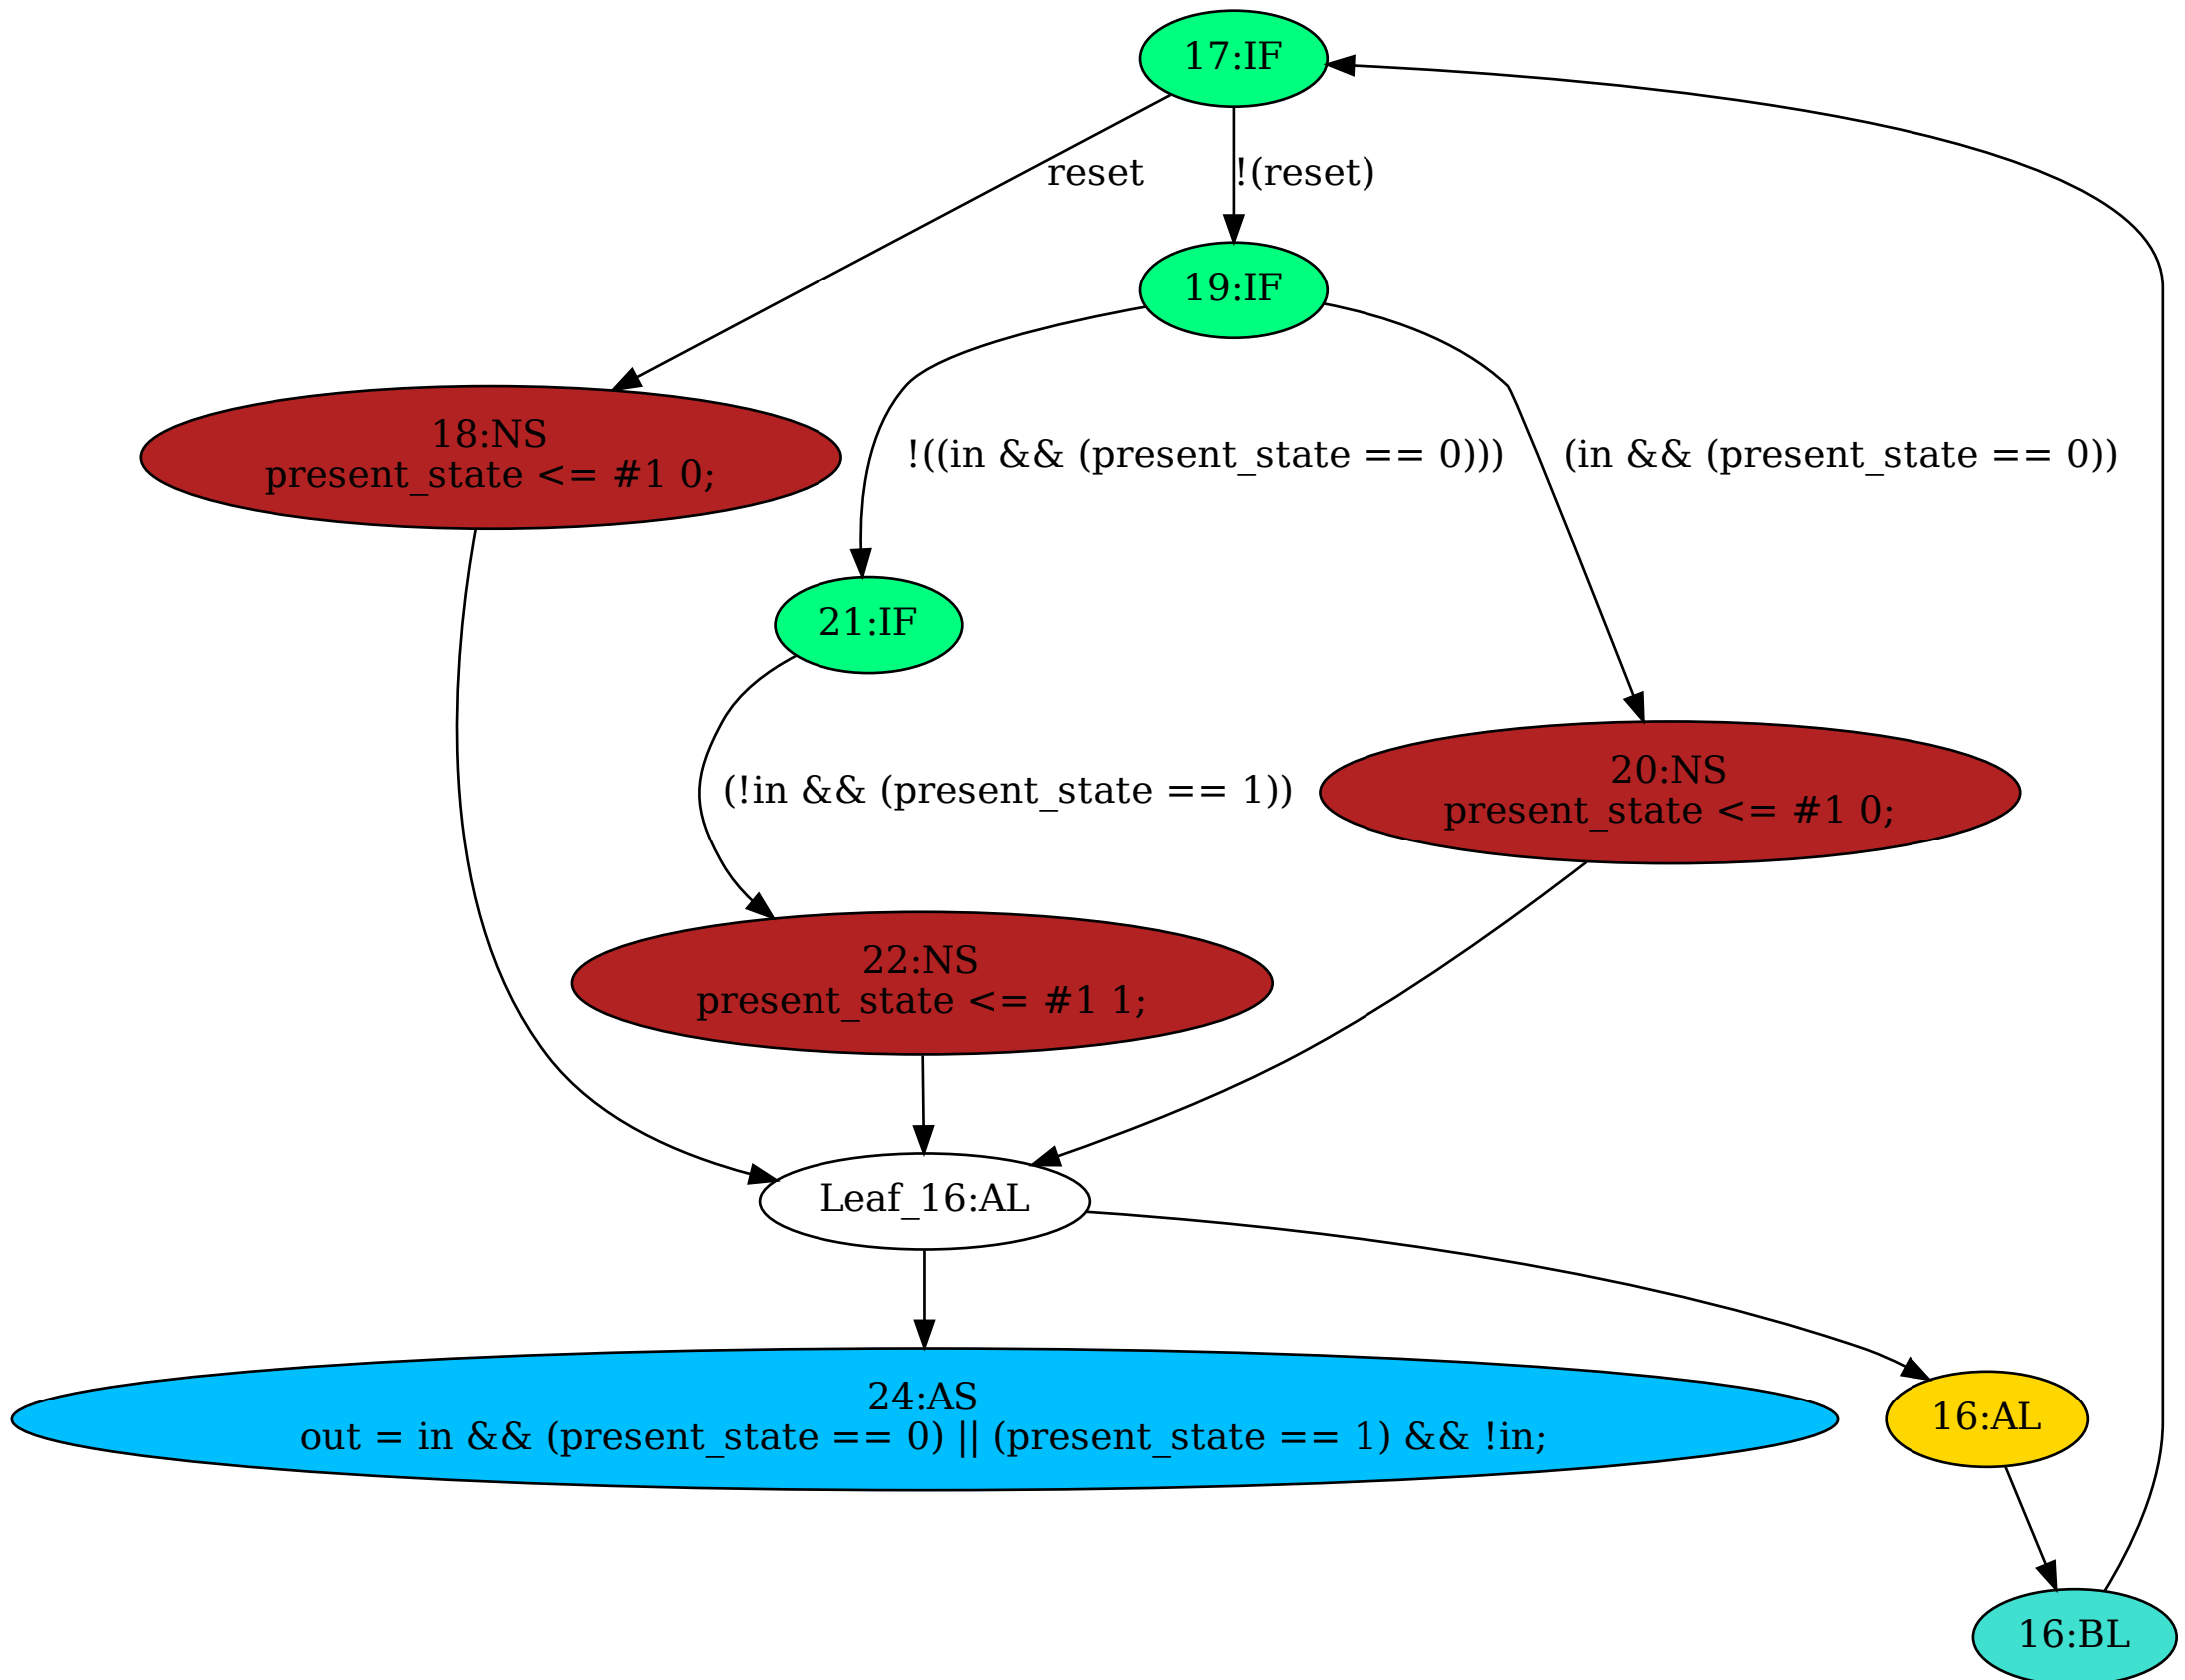 17:IF
reset
!(reset)
19:IF
18:NS
present_state <= #1 0;
!((in && (present_state == 0)))
(in && (present_state == 0))
21:IF
(!in && (present_state == 1))
20:NS
present_state <= #1 0;
22:NS
present_state <= #1 1;
Leaf_16:AL
24:AS
out = in && (present_state == 0) || (present_state == 1) && !in;
16:AL
16:BL